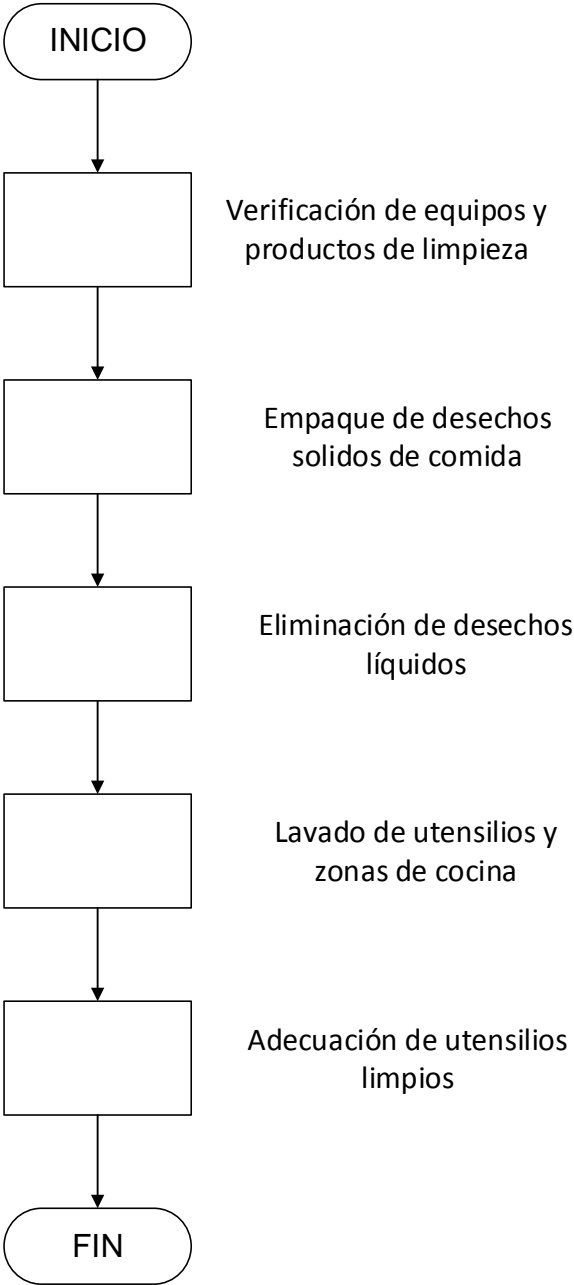 INICIO
Verificación de equipos y
productos de limpieza
Empaque de desechos
solidos de comida
Eliminación de desechos
líquidos
Lavado de utensilios y
zonas de cocina
Adecuación de utensilios
limpios
FIN